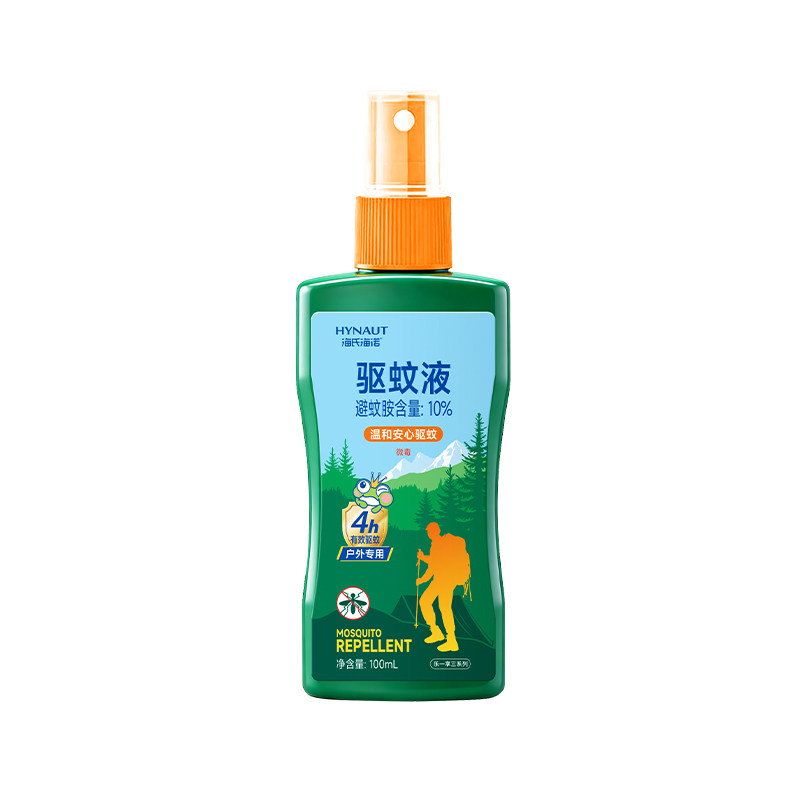 HYNAUT
海氏海诺®
驱蚊液
避蚊胺含量: 10%
温和安心驱蚊
微毒
4h
有效驱蚊
户外专用
MOSQUITO
REPELLENT
净含量: 100mL
乐一享三系列